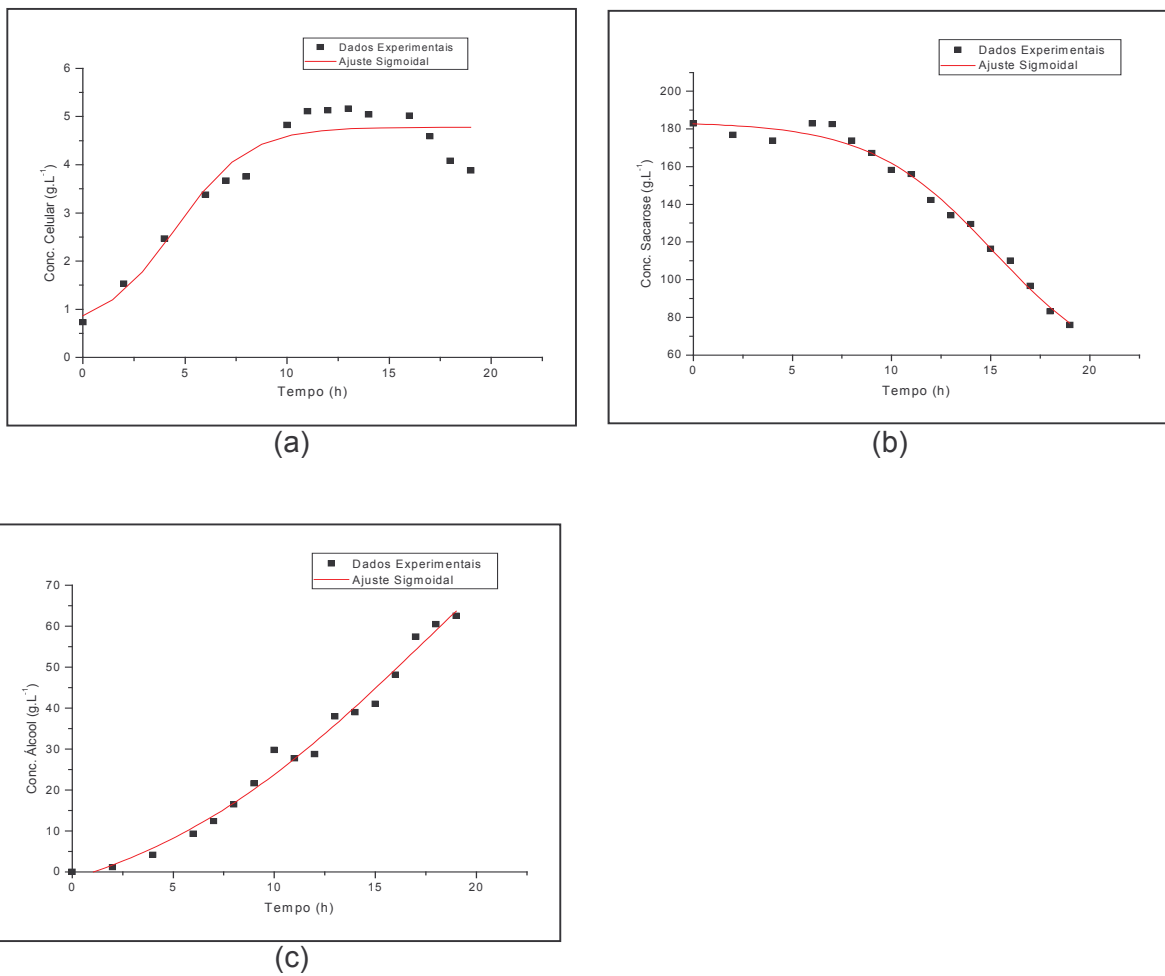 Dados Experimentais
Ajuste Sigmoidal
6
5
4
3
2
1
0
Conc. Celular (g.L⁻¹)
0 5 10 15 20
Tempo (h)
(a)
Dados Experimentais
Ajuste Sigmoidal
200
180
160
140
120
100
80
60
Conc. Sacarose (g.L⁻¹)
0 5 10 15 20
Tempo (h)
(b)
Dados Experimentais
Ajuste Sigmoidal
70
60
50
40
30
20
10
0
Conc. Álcool (g.L⁻¹)
0 5 10 15 20
Tempo (h)
(c)